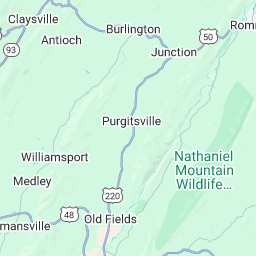 Claysville
Burlington
Romn
Antioch
50
93
Junction
Purgitsville
Williamsport
Nathaniel
Mountain
Wildlife...
Medley
220
48
Old Fields
mansville